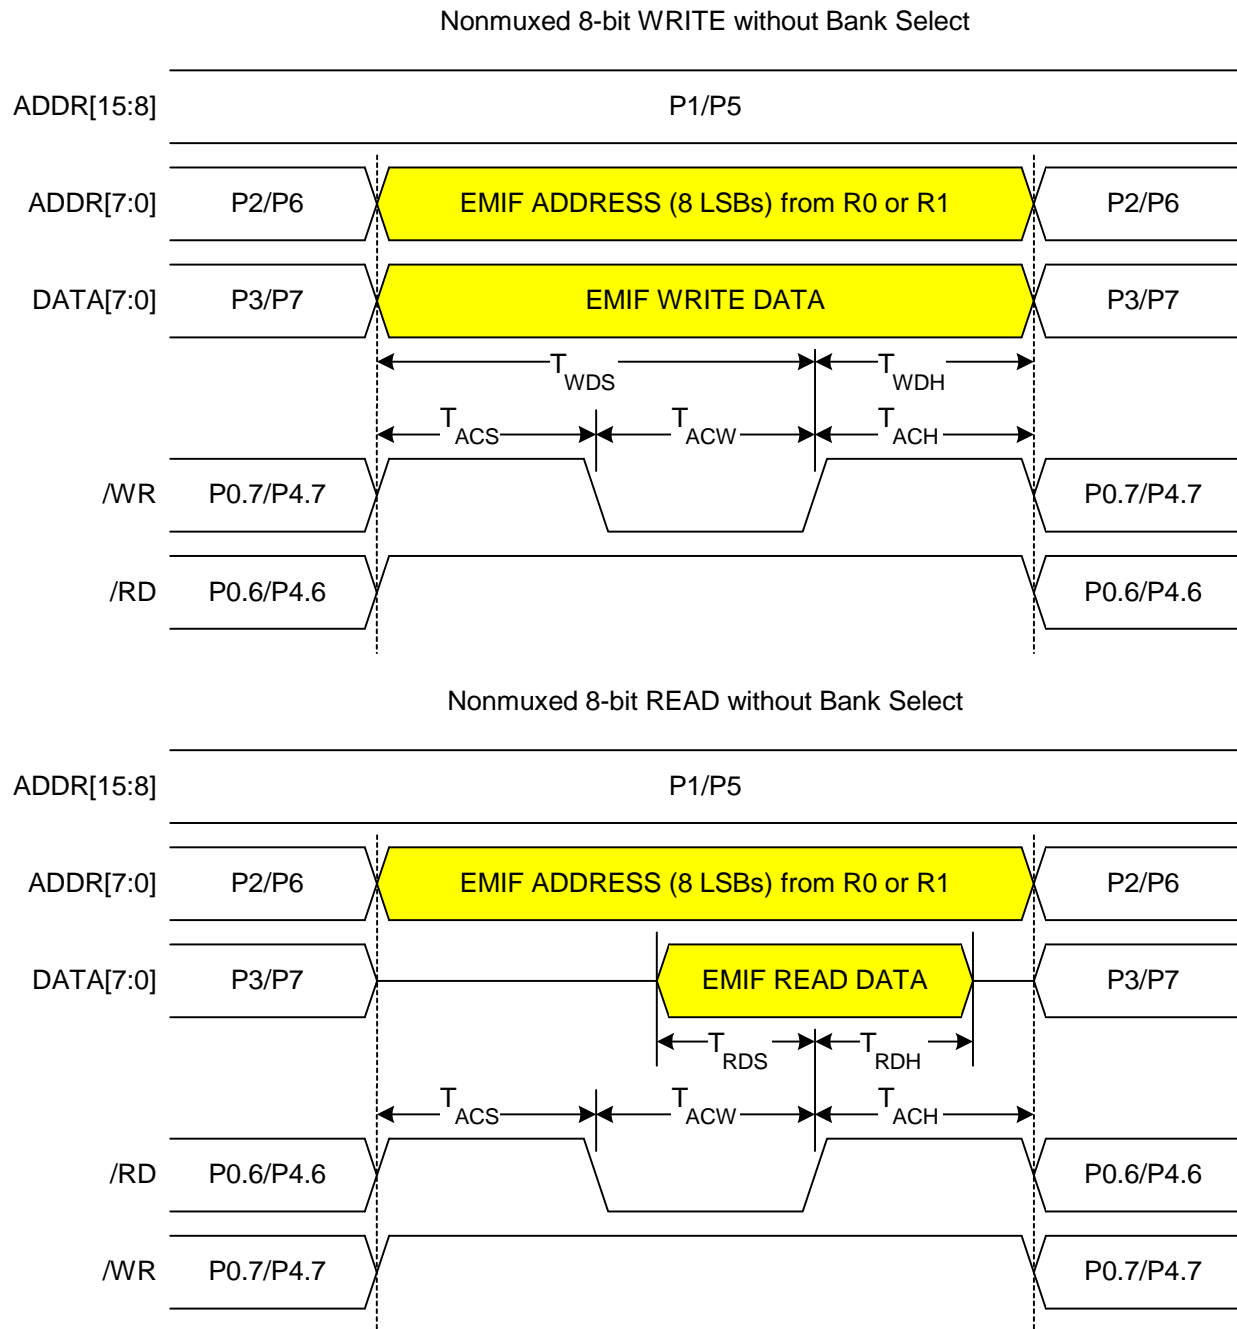 Nonmuxed 8-bit WRITE without Bank Select
ADDR[15:8] P1/P5
ADDR[7:0] P2/P6 EMIF ADDRESS (8 LSBs) from R0 or R1 P2/P6
DATA[7:0] P3/P7 EMIF WRITE DATA P3/P7
TWDS TWDH
TACS TACW TACH
/WR P0.7/P4.7 P0.7/P4.7
/RD P0.6/P4.6 P0.6/P4.6
Nonmuxed 8-bit READ without Bank Select
ADDR[15:8] P1/P5
ADDR[7:0] P2/P6 EMIF ADDRESS (8 LSBs) from R0 or R1 P2/P6
DATA[7:0] P3/P7 EMIF READ DATA P3/P7
TRDS TRDH
TACS TACW TACH
/RD P0.6/P4.6 P0.6/P4.6
/WR P0.7/P4.7 P0.7/P4.7